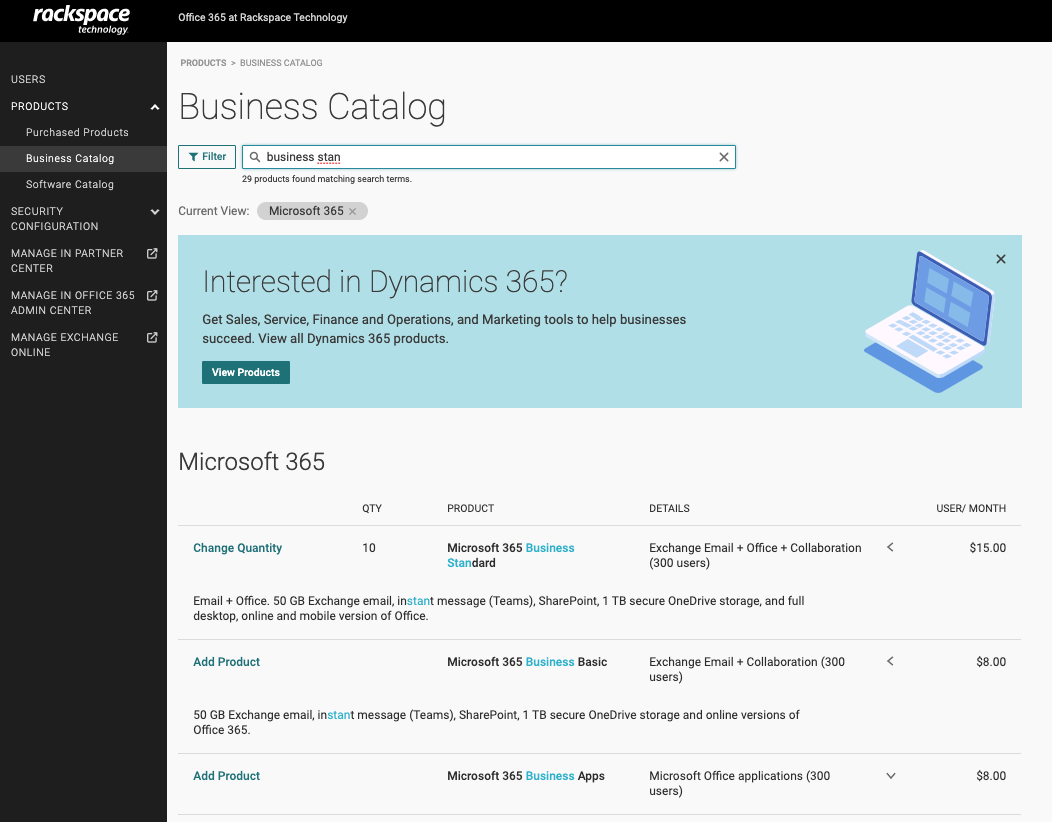 rackspace
technology.
Office 365 at Rackspace Technology
USERS
PRODUCTS
Purchased Products
Business Catalog
Software Catalog
SECURITY
CONFIGURATION
MANAGE IN PARTNER
CENTER
MANAGE IN OFFICE 365
ADMIN CENTER
MANAGE EXCHANGE
ONLINE
PRODUCTS > BUSINESS CATALOG
Business Catalog
Filter
business stan
29 products found matching search terms.
Current View: Microsoft 365
Interested in Dynamics 365?
Get Sales, Service, Finance and Operations, and Marketing tools to help businesses
succeed. View all Dynamics 365 products.
View Products
Microsoft 365
QTY PRODUCT DETAILS USER/ MONTH
Change Quantity 10 Microsoft 365 Business Exchange Email + Office + Collaboration $15.00
Standard (300 users)
Email + Office. 50 GB Exchange email, instant message (Teams), SharePoint, 1 TB secure OneDrive storage, and full
desktop, online and mobile version of Office.
Add Product Microsoft 365 Business Basic Exchange Email + Collaboration (300 $8.00
users)
50 GB Exchange email, instant message (Teams), SharePoint, 1 TB secure OneDrive storage and online versions of
Office 365.
Add Product Microsoft 365 Business Apps Microsoft Office applications (300 $8.00
users)